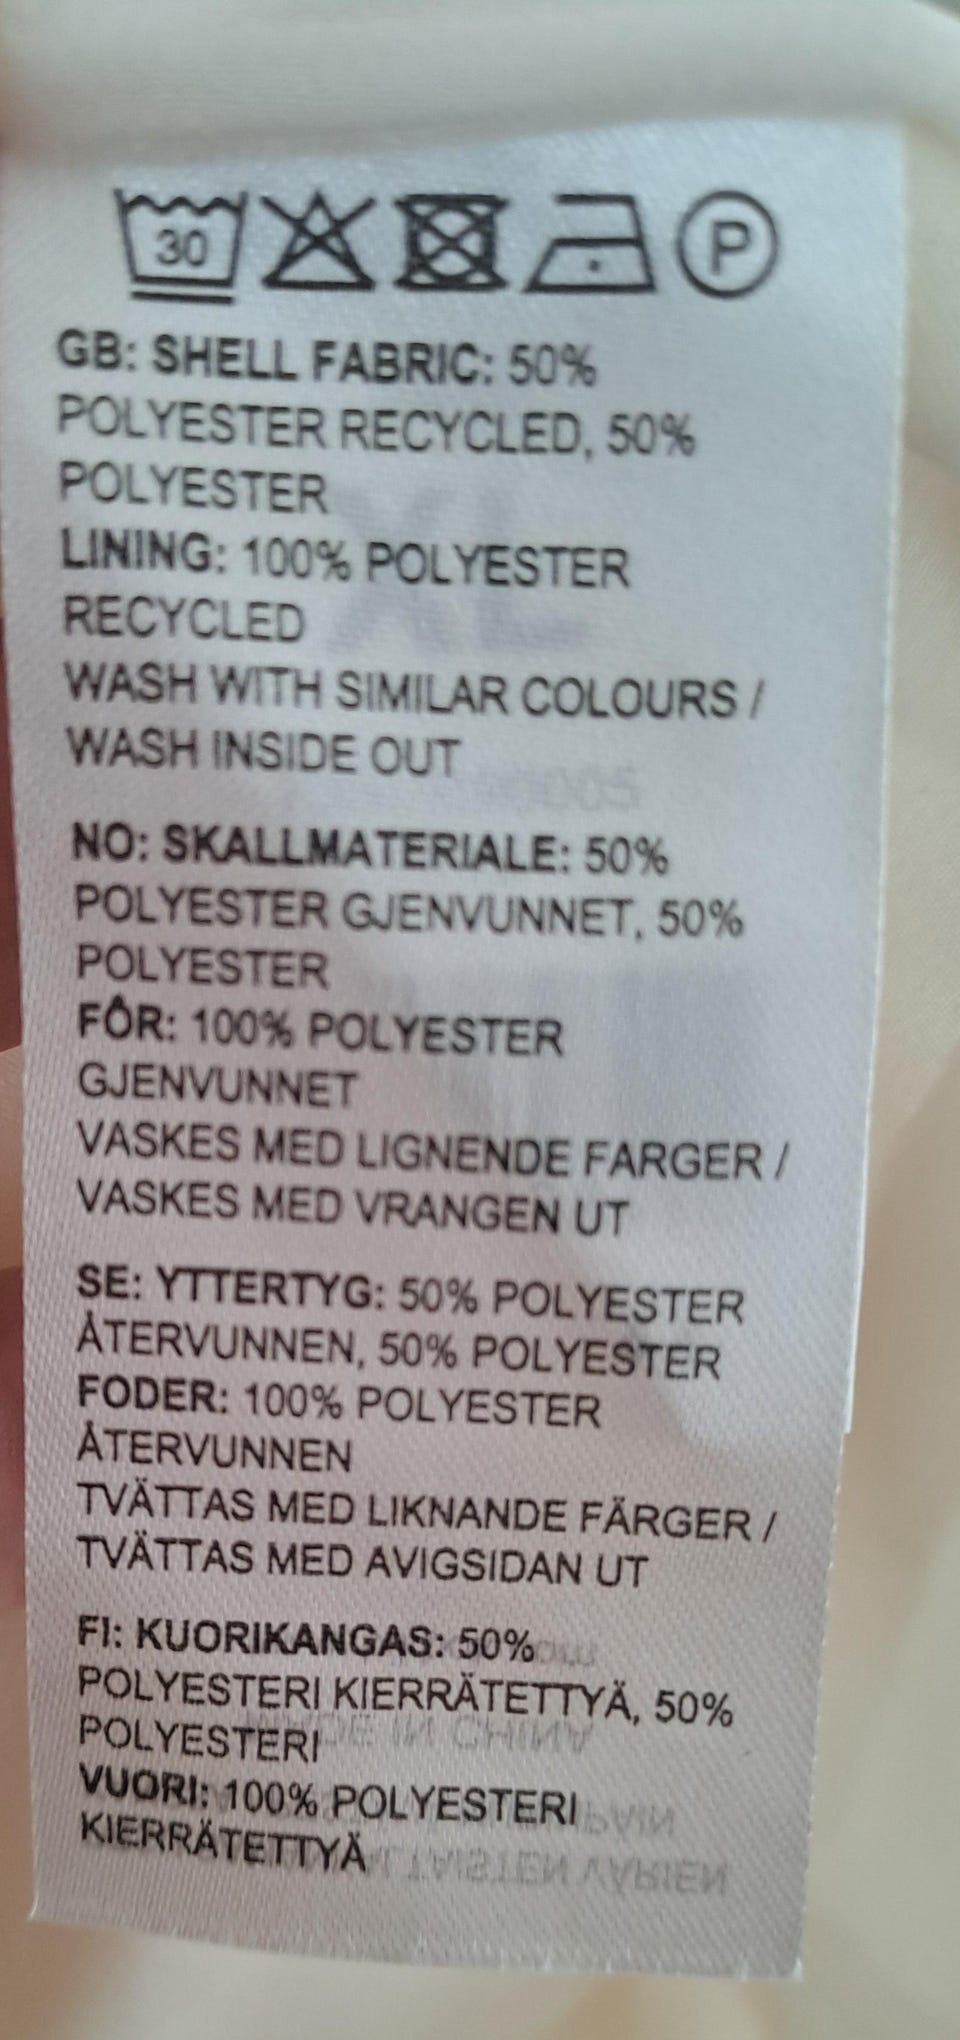 30 P
GB: SHELL FABRIC: 50%
POLYESTER RECYCLED, 50%
POLYESTER
LINING: 100% POLYESTER
RECYCLED
WASH WITH SIMILAR COLOURS /
WASH INSIDE OUT
NO: SKALLMATERIALE: 50%
POLYESTER GJENVUNNET, 50%
POLYESTER
FÔR: 100% POLYESTER
GJENVUNNET
VASKES MED LIGNENDE FARGER /
VASKES MED VRANGEN UT
SE: YTTERTYG: 50% POLYESTER
ÅTERVUNNEN, 50% POLYESTER
FODER: 100% POLYESTER
ÅTERVUNNEN
TVÄTTAS MED LIKNANDE FÄRGER /
TVÄTTAS MED AVIGSIDAN UT
FI: KUORIKANGAS: 50%
POLYESTERI KIERRÄTETTYÄ, 50%
POLYESTERI
VUORI: 100% POLYESTERI
KIERRÄTETTYÄ